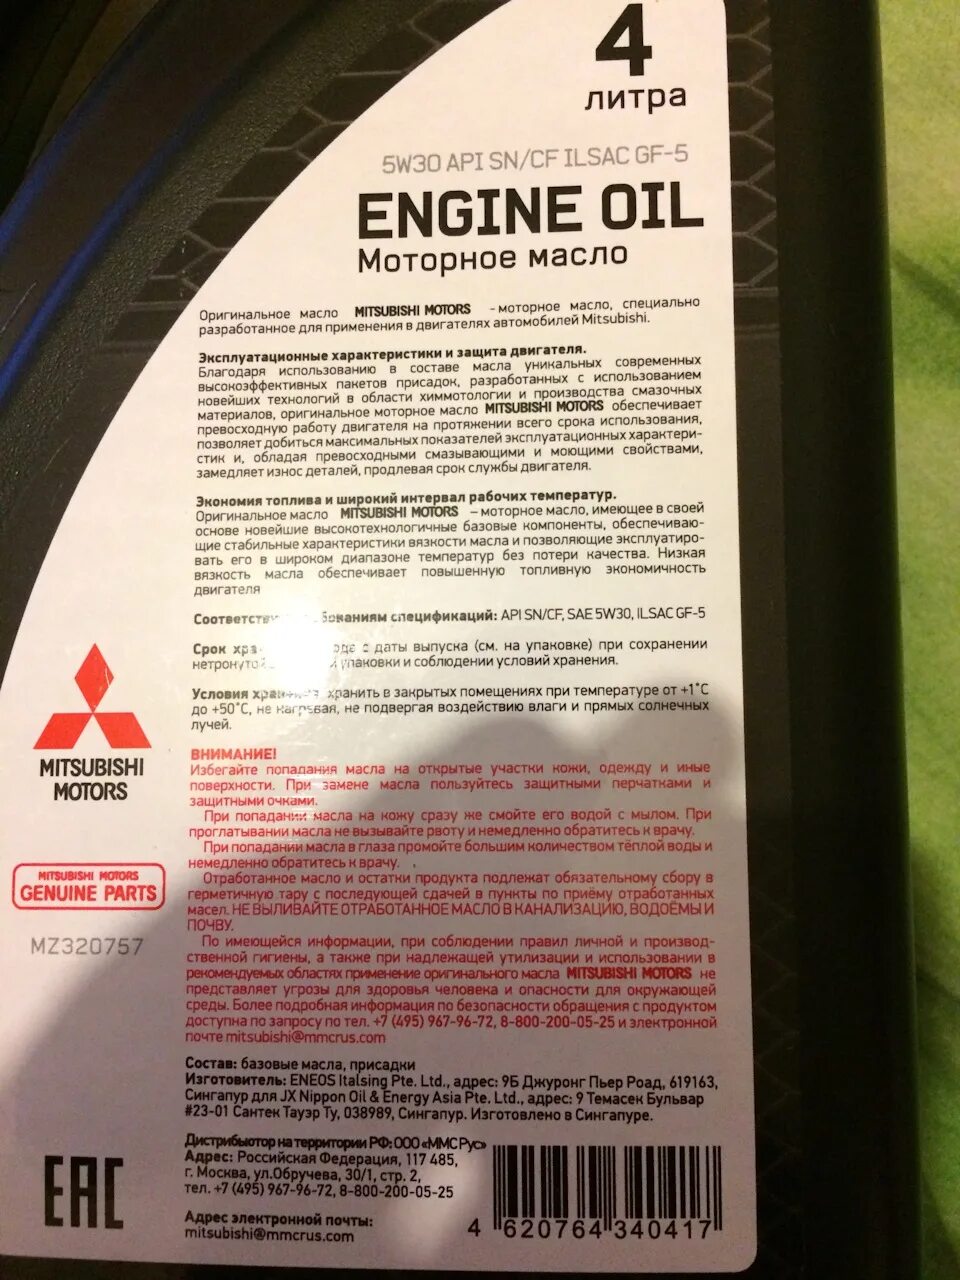 4
литра
5W30 API SN/CF ILSAC GF-5
ENGINE OIL
Моторное масло
Оригинальное масло MITSUBISHI MOTORS - моторное масло, специально
разработанное для применения в двигателях автомобилей Mitsubishi.
Эксплуатационные характеристики и защита двигателя.
Благодаря использованию в составе масла уникальных современных
высокоэффективных пакетов присадок, разработанных с использованием
новейших технологий в области химмотологии и производства смазочных
материалов, оригинальное моторное масло MITSUBISHI MOTORS обеспечивает
превосходную работу двигателя на протяжении всего срока использования,
позволяет добиться максимальных показателей эксплуатационных характери-
стик и, обладая превосходными смазывающими и моющими свойствами,
замедляет износ деталей, продлевая срок службы двигателя.
Экономия топлива и широкий интервал рабочих температур.
Оригинальное масло MITSUBISHI MOTORS – моторное масло, имеющее в своей
основе новейшие высокотехнологичные базовые компоненты, обеспечиваю-
щие стабильные характеристики вязкости масла и позволяющие эксплуатиро-
вать его в широком диапазоне температур без потери качества. Низкая
вязкость масла обеспечивает повышенную топливную экономичность
двигателя
спецификаций: API SN/CF, SAE 5W30, ILSAC GF-5
Срок с даты выпуска (см. на упаковке) при сохранении
упаковки и соблюдении условий хранения.
Условия хранения: хранить в закрытых помещениях при температуре от +1°С
до +50°С, не нагревая, не подвергая воздействию влаги и прямых солнечных
лучей.
ВНИМАНИЕ!
Избегайте попадания масла на открытые участки кожи, одежду и иные
поверхности. При замене масла пользуйтесь защитными перчатками и
защитными очками.
При попадании масла на кожу сразу же смойте его водой с мылом. При
проглатывании масла не вызывайте рвоту и немедленно обратитесь к врачу.
При попадании масла в глаза промойте большим количеством тёплой воды и
немедленно обратитесь к врачу.
Отработанное масло и остатки продукта подлежат обязательному сбору в
герметичную тару с последующей сдачей в пункты по приёму отработанных
масел. НЕ ВЫЛИВАЙТЕ ОТРАБОТАННОЕ МАСЛО В КАНАЛИЗАЦИЮ, ВОДОЁМЫ И
ПОЧВУ.
По имеющейся информации, при соблюдении правил личной и производ-
ственной гигиены, а также при надлежащей утилизации и использовании в
рекомендуемых областях применение оригинального масла MITSUBISHI MOTORS не
представляет угрозы для здоровья человека и опасности для окружающей
среды. Более подробная информация по безопасности обращения с продуктом
доступна по запросу по тел. +7 (495) 967-96-72, 8-800-200-05-25 и электронной
почте mitsubishi@mmcrus.com
MITSUBISHI
MOTORS
MITSUBISHI MOTORS
GENUINE PARTS
MZ320757
Состав: базовые масла, присадки
Изготовитель: ENEOS Italsing Pte. Ltd., адрес: 9Б Джуронг Пьер Роад, 619163,
Сингапур для JX Nippon Oil & Energy Asia Pte. Ltd., адрес: 9 Темасек Бульвар
#23-01 Сантек Тауэр Ту, 038989, Сингапур. Изготовлено в Сингапуре.
Дистрибьютор на территории РФ: ООО «ММС Рус»
Адрес: Российская Федерация, 117 485,
г. Москва, ул.Обручева, 30/1, стр. 2,
тел. +7 (495) 967-96-72, 8-800-200-05-25
Адрес электронной почты:
mitsubishi@mmcrus.com
EAC
4 620764 340417